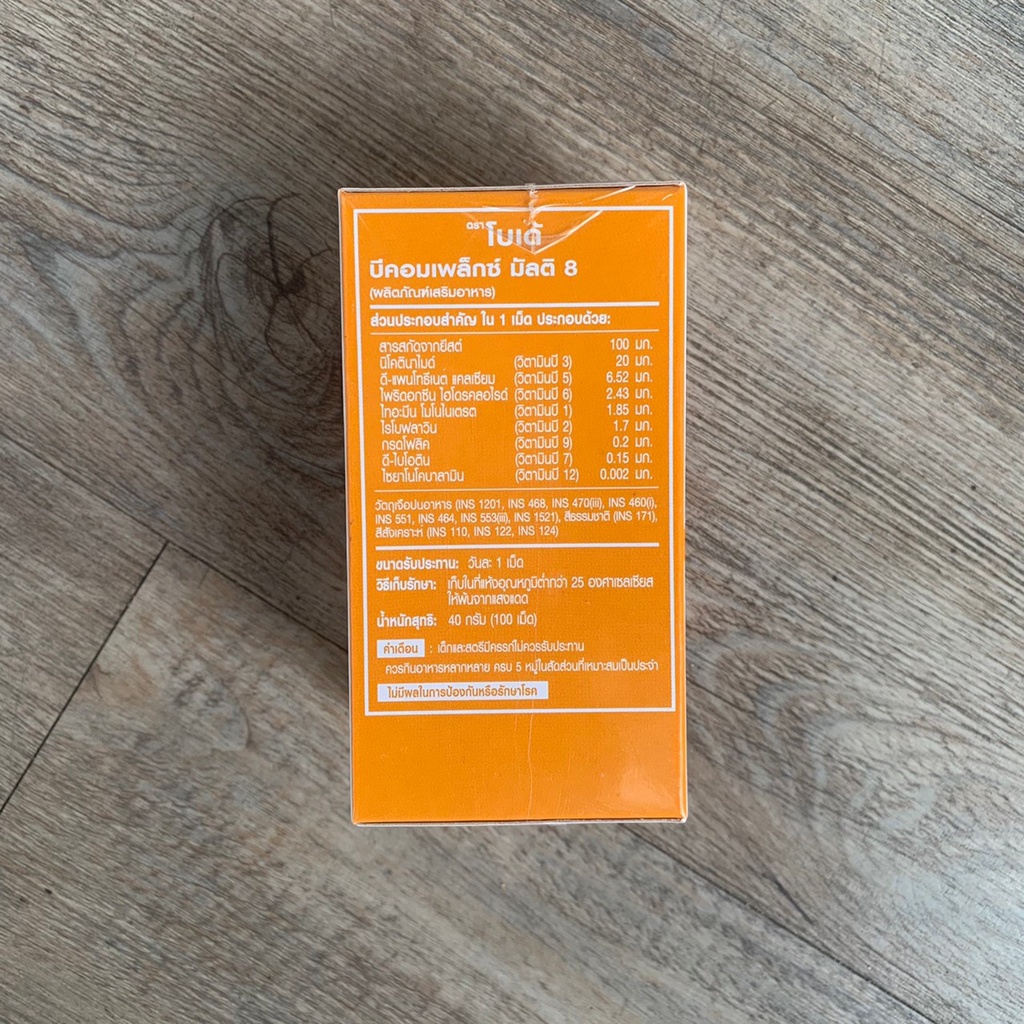 ตรา โบเด้
บีคอมเพล็กซ์ มัลติ 8
(ผลิตภัณฑ์เสริมอาหาร)
ส่วนประกอบสำคัญ ใน 1 เม็ด ประกอบด้วย:
สารสกัดจากยีสต์ 100 มก.
นิโคตินาไมด์ (วิตามินบี 3) 20 มก.
ดี-แพนโทธีเนต แคลเซียม (วิตามินบี 5) 6.52 มก.
ไพริดอกซีน ไฮโดรคลอไรด์ (วิตามินบี 6) 2.43 มก.
ไทอะมีน โมโนไนเตรต (วิตามินบี 1) 1.85 มก.
ไรโบฟลาวิน (วิตามินบี 2) 1.7 มก.
กรดโฟลิค (วิตามินบี 9) 0.2 มก.
ดี-ไบโอติน (วิตามินบี 7) 0.15 มก.
ไซยาโนโคบาลามิน (วิตามินบี 12) 0.002 มก.
วัตถุเจือปนอาหาร (INS 1201, INS 468, INS 470(iii), INS 460(i),
INS 551, INS 464, INS 553(iii), INS 1521), สีธรรมชาติ (INS 171),
สีสังเคราะห์ (INS 110, INS 122, INS 124)
ขนาดรับประทาน: วันละ 1 เม็ด
วิธีเก็บรักษา: เก็บในที่แห้งอุณหภูมิต่ำกว่า 25 องศาเซลเซียส
ให้พ้นจากแสงแดด
น้ำหนักสุทธิ: 40 กรัม (100 เม็ด)
คำเตือน : เด็กและสตรีมีครรภ์ไม่ควรรับประทาน
ควรกินอาหารหลากหลาย ครบ 5 หมู่ในสัดส่วนที่เหมาะสมเป็นประจำ
ไม่มีผลในการป้องกันหรือรักษาโรค